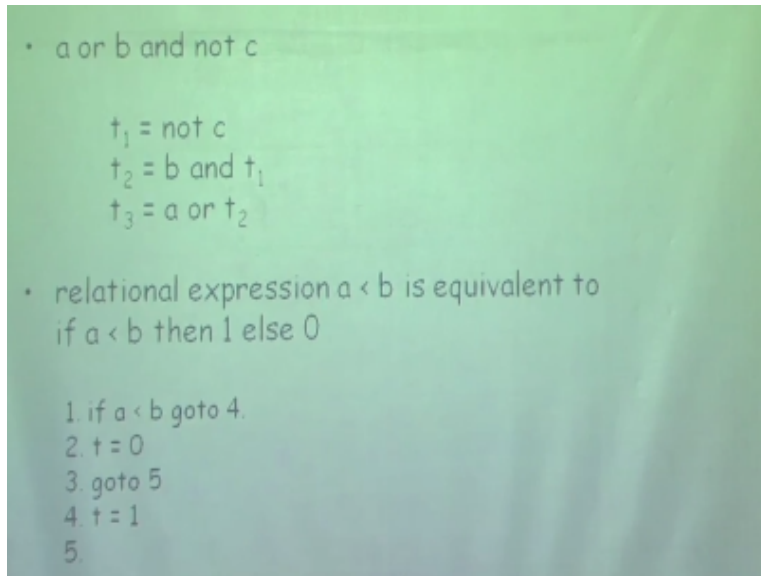 • a or b and not c
t₁ = not c
t₂ = b and t₁
t₃ = a or t₂
• relational expression a < b is equivalent to
if a < b then 1 else 0
1. if a < b goto 4.
2. t = 0
3. goto 5
4. t = 1
5.